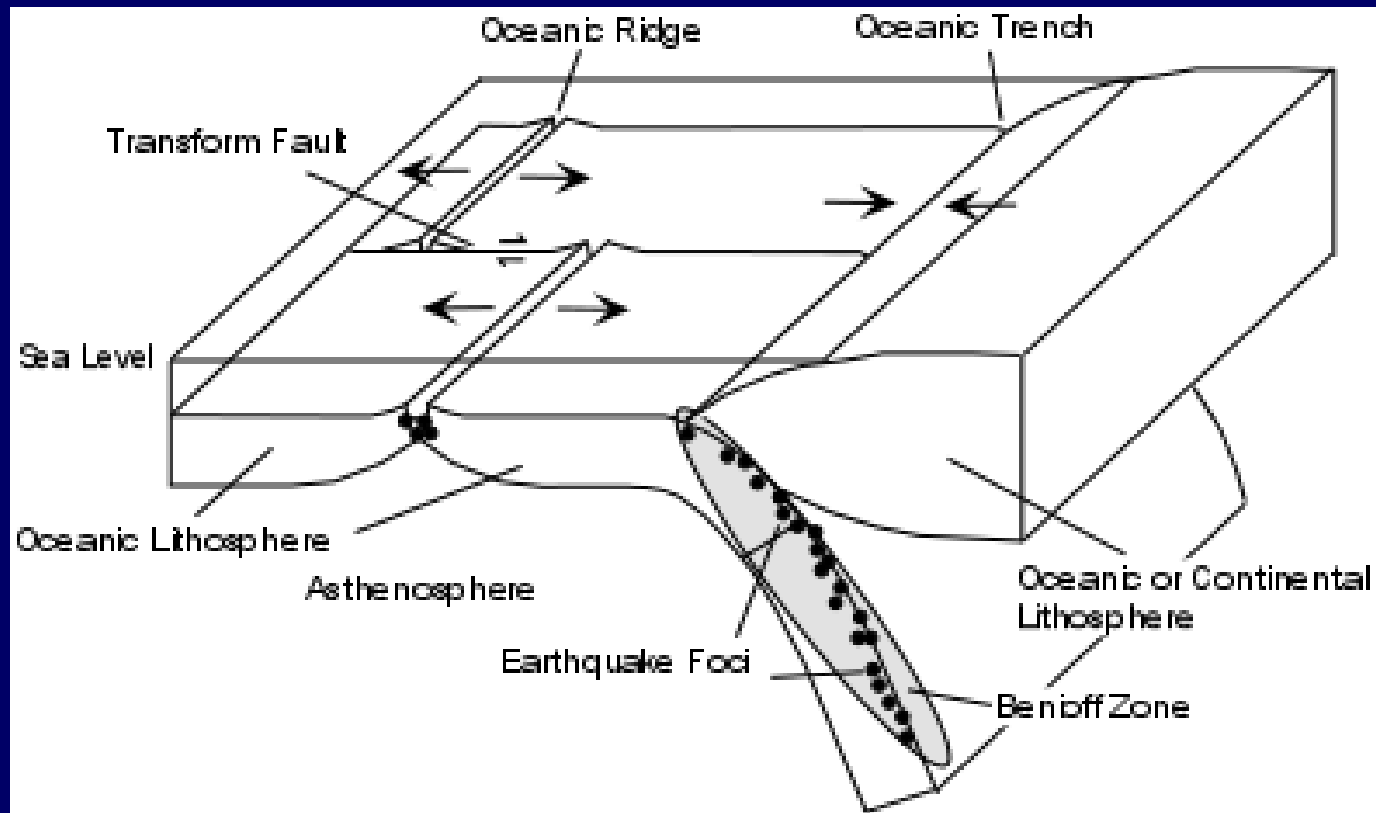 Oceanic Ridge
Oceanic Trench
Transform Fault
Sea Level
Oceanic Lithosphere
Asthenosphere
Oceanic or Continental
Lithosphere
Earthquake Foci
Benioff Zone